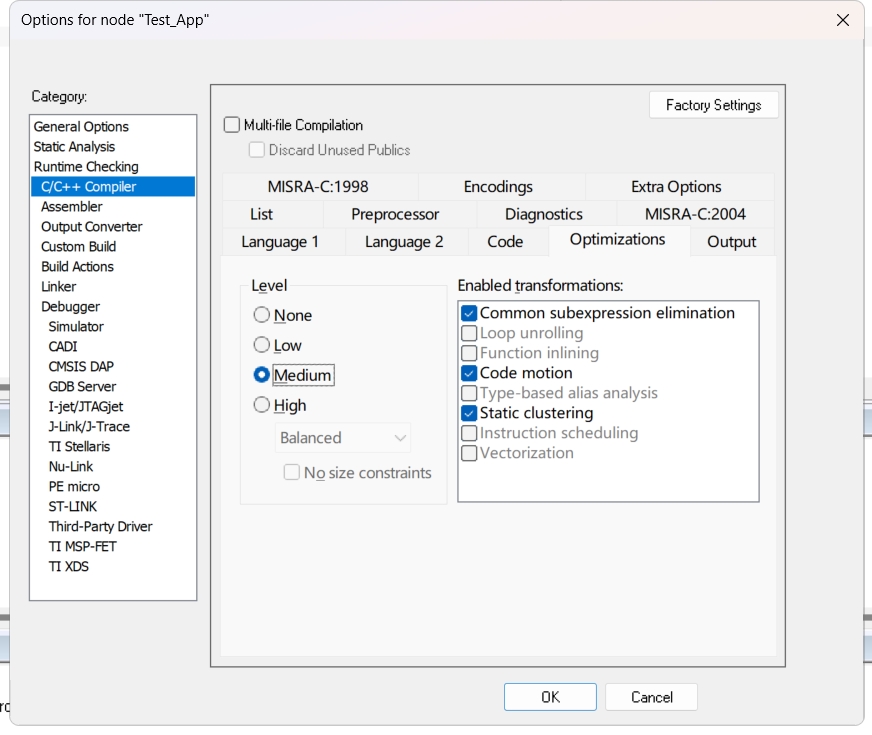 Options for node "Test_App"
Category:
General Options
Static Analysis
Runtime Checking
C/C++ Compiler
Assembler
Output Converter
Custom Build
Build Actions
Linker
Debugger
Simulator
CADI
CMSIS DAP
GDB Server
I-jet/JTAGjet
J-Link/J-Trace
TI Stellaris
Nu-Link
PE micro
ST-LINK
Third-Party Driver
TI MSP-FET
TI XDS
Factory Settings
Multi-file Compilation
Discard Unused Publics
MISRA-C:1998 Encodings Extra Options
List Preprocessor Diagnostics MISRA-C:2004
Language 1 Language 2 Code Optimizations Output
Level
None
Low
Medium
High
Balanced
No size constraints
Enabled transformations:
Common subexpression elimination
Loop unrolling
Function inlining
Code motion
Type-based alias analysis
Static clustering
Instruction scheduling
Vectorization
OK Cancel